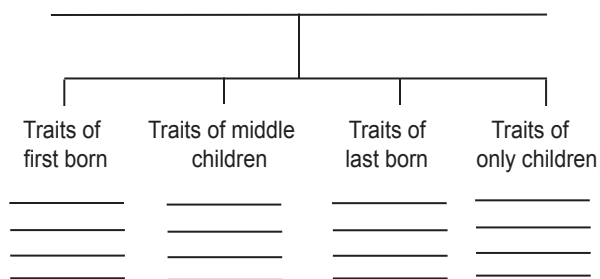 Traits of
first born
Traits of middle
children
Traits of
last born
Traits of
only children